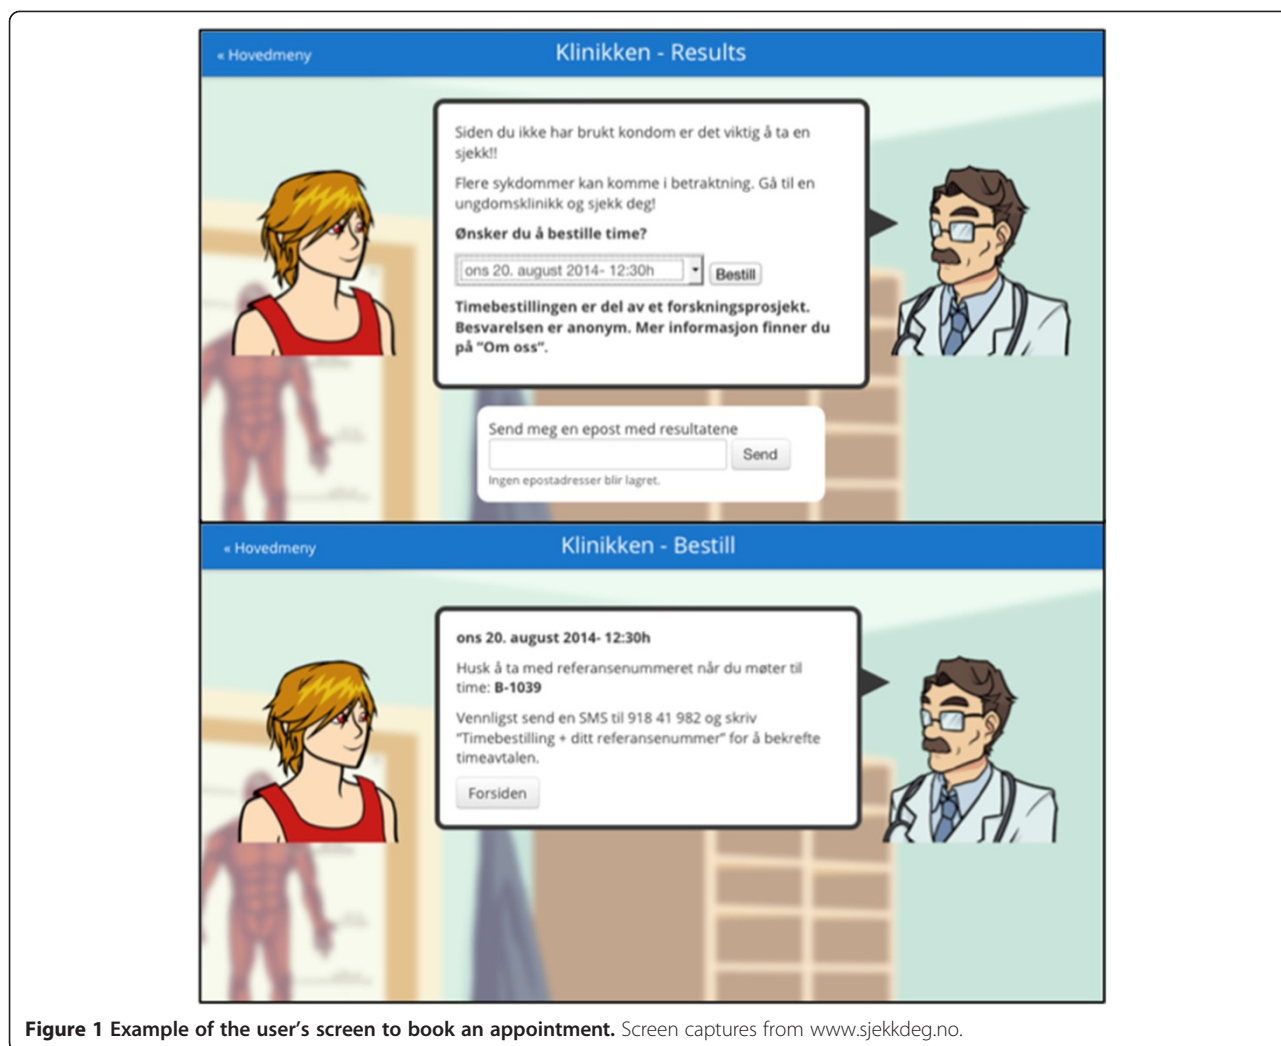 « Hovedmeny
Klinikken - Results
Siden du ikke har brukt kondom er det viktig å ta en
sjekk!!
Flere sykdommer kan komme i betraktning. Gå til en
ungdomsklinikk og sjekk deg!
Ønsker du å bestille time?
ons 20. august 2014- 12:30h
Bestill
Timebestillingen er del av et forskningsprosjekt.
Besvarelsen er anonym. Mer informasjon finner du
på "Om oss".
Send meg en epost med resultatene
Send
Ingen epostadresser blir lagret.
« Hovedmeny
Klinikken - Bestill
ons 20. august 2014- 12:30h
Husk å ta med referansenummeret når du møter til
time: B-1039
Vennligst send en SMS til 918 41 982 og skriv
"Timebestilling + ditt referansenummer" for å bekrefte
timeavtalen.
Forsiden
Figure 1 Example of the user's screen to book an appointment. Screen captures from www.sjekkdeg.no.